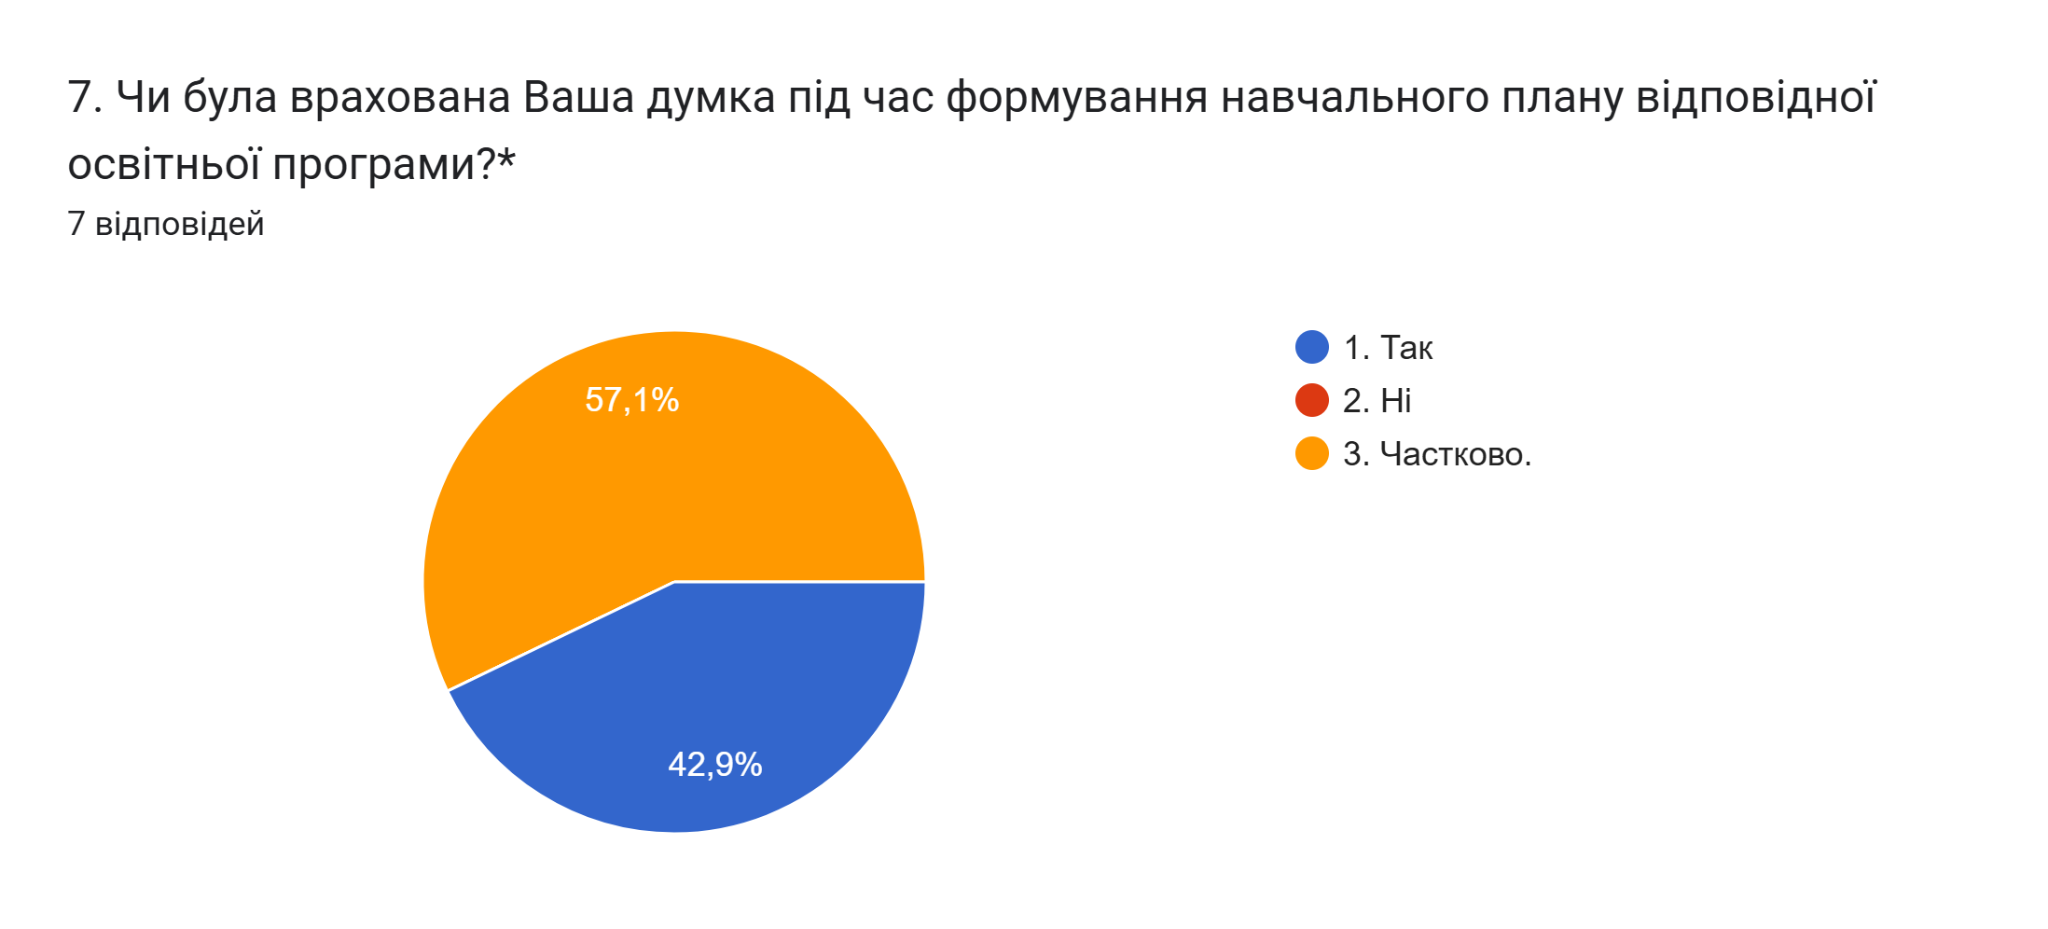 7. Чи була врахована Ваша думка під час формування навчального плану відповідної
освітньої програми?*
7 відповідей
57,1%
42,9%
1. Так
2. Ні
3. Частково.